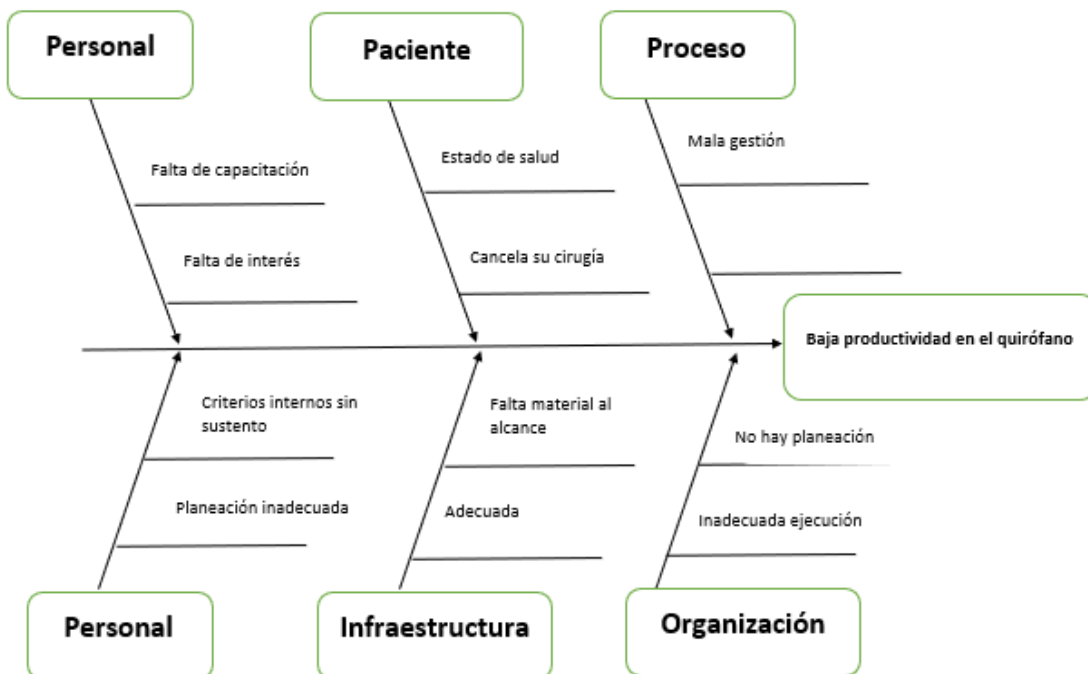 Personal
Paciente
Proceso
Falta de capacitación
Estado de salud
Mala gestión
Falta de interés
Cancela su cirugía
Baja productividad en el quirófano
Criterios internos sin
sustento
Falta material al
alcance
No hay planeación
Planeación inadecuada
Adecuada
Inadecuada ejecución
Personal
Infraestructura
Organización